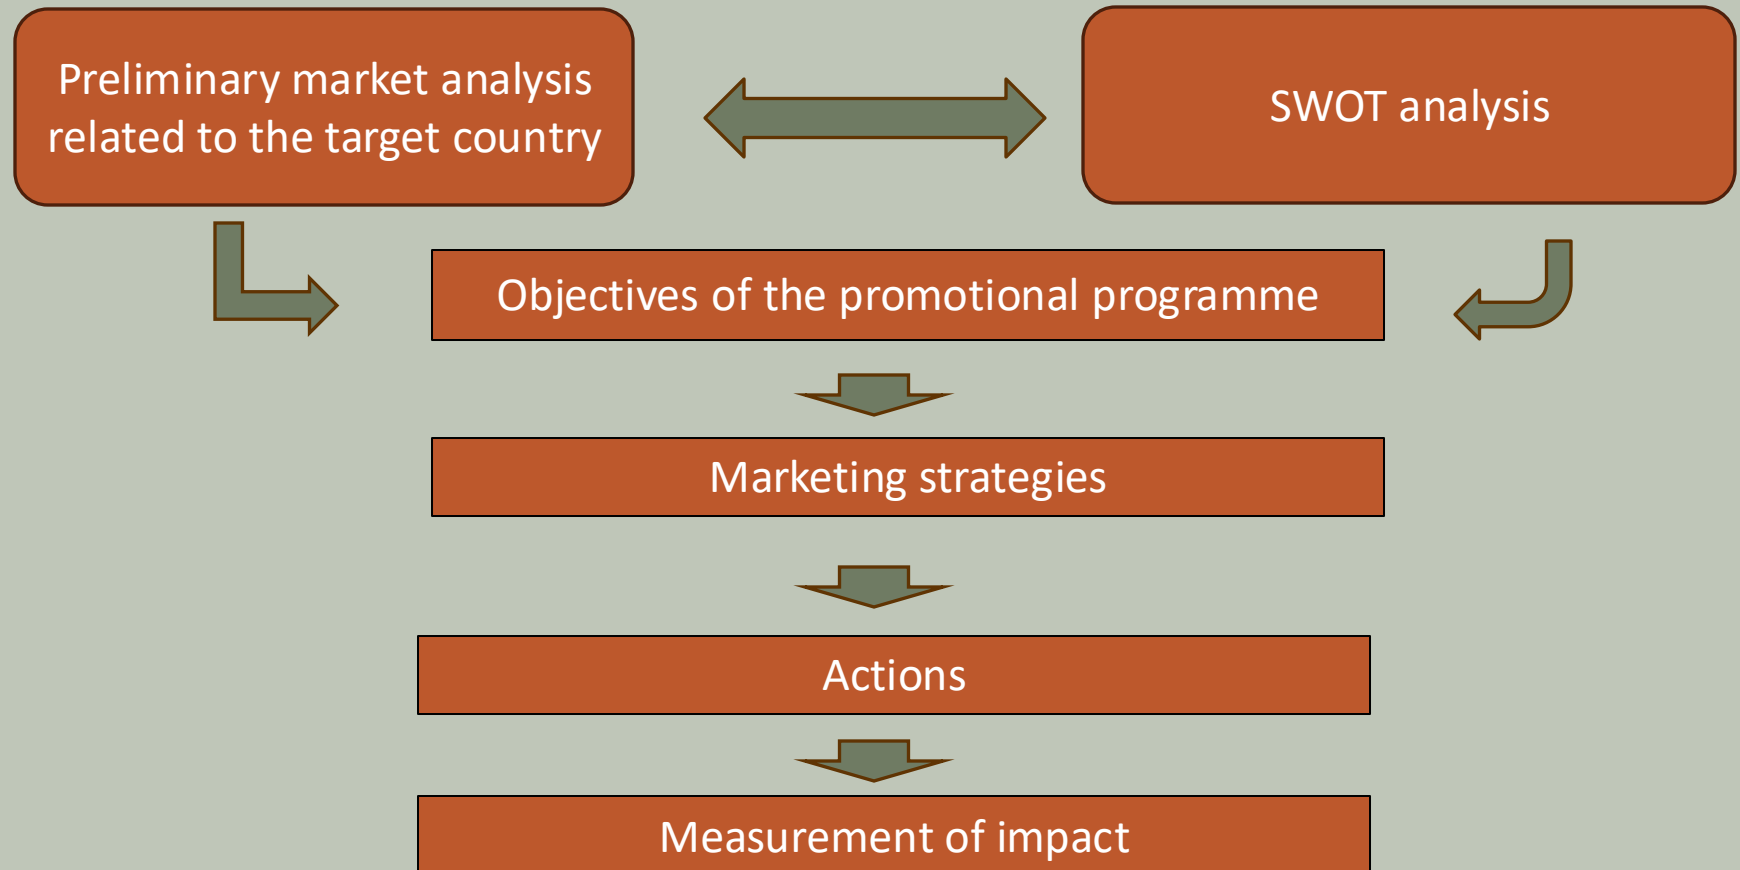 Preliminary market analysis
related to the target country
SWOT analysis
Objectives of the promotional programme
Marketing strategies
Actions
Measurement of impact